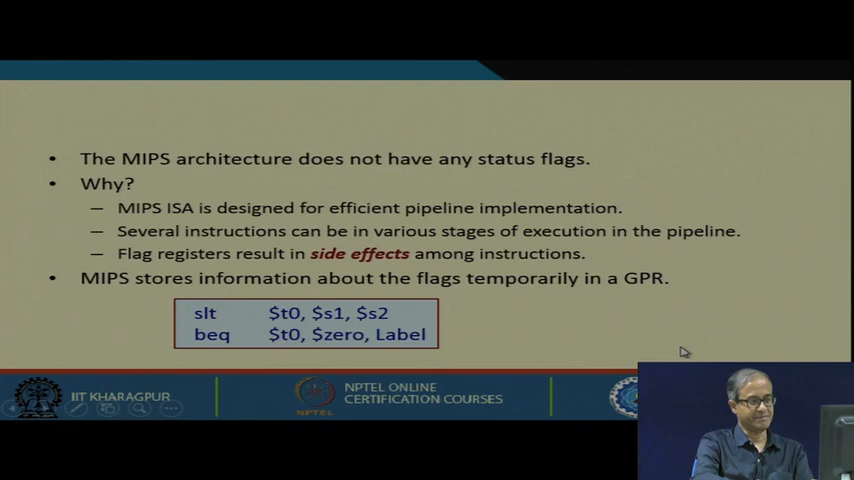 • The MIPS architecture does not have any status flags.
• Why?
– MIPS ISA is designed for efficient pipeline implementation.
– Several instructions can be in various stages of execution in the pipeline.
– Flag registers result in side effects among instructions.
• MIPS stores information about the flags temporarily in a GPR.
slt $t0, $s1, $s2
beq $t0, $zero, Label
IIT KHARAGPUR
NPTEL
NPTEL ONLINE
CERTIFICATION COURSES